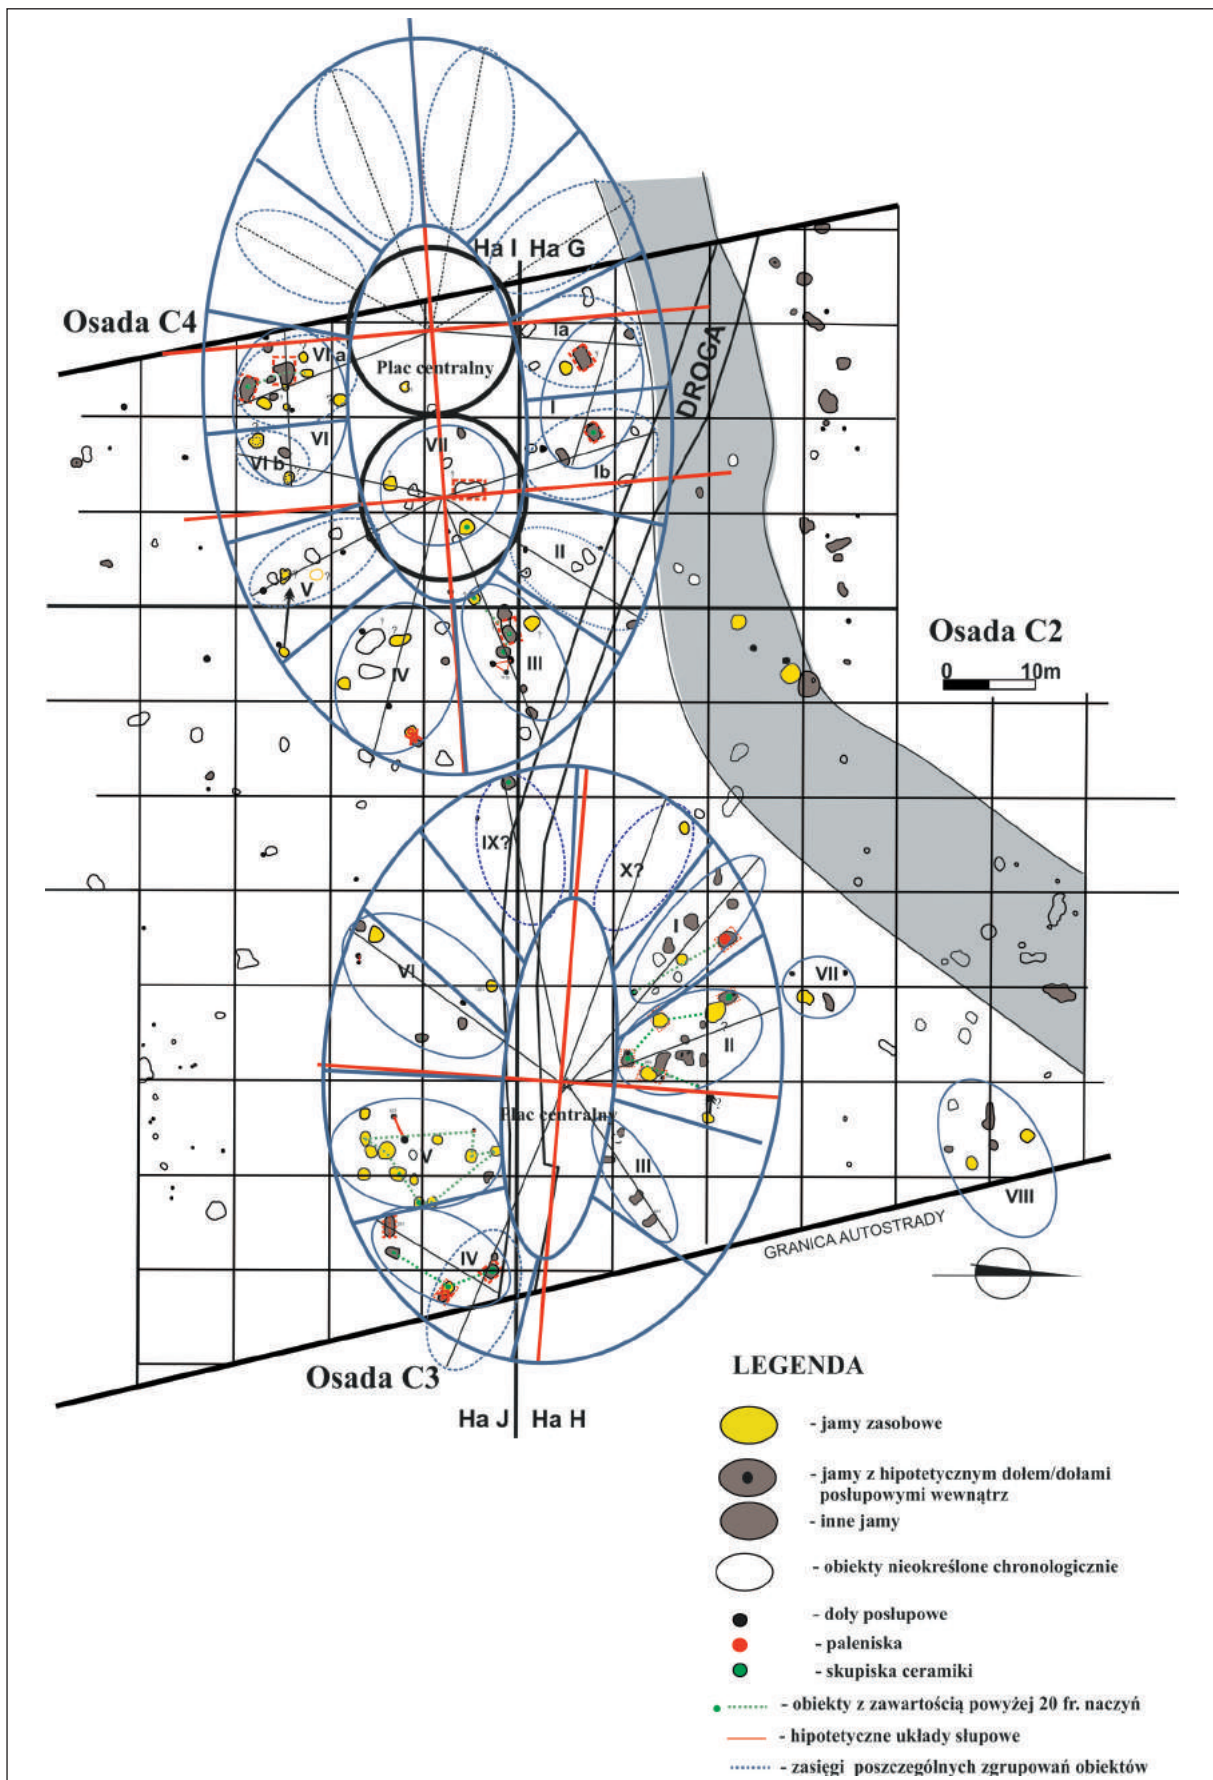 Ha I Ha G
Osada C4
Ia
VI a
Plac centralny
DROGA
I
VI
VII
VI b
Ib
II
V
Osada C2
0 10m
IV
III
IX?
X?
I
VI
VII
II
Plac centralny
V
III
VIII
GRANICA AUTOSTRADY
IV
Osada C3
LEGENDA
Ha J Ha H
- jamy zasobowe
- jamy z hipotetycznym dołem/dołami
posłupowymi wewnątrz
- inne jamy
- obiekty nieokreślone chronologicznie
- doły posłupowe
- paleniska
- skupiska ceramiki
- obiekty z zawartością powyżej 20 fr. naczyń
- hipotetyczne układy słupowe
- zasięgi poszczególnych zgrupowań obiektów